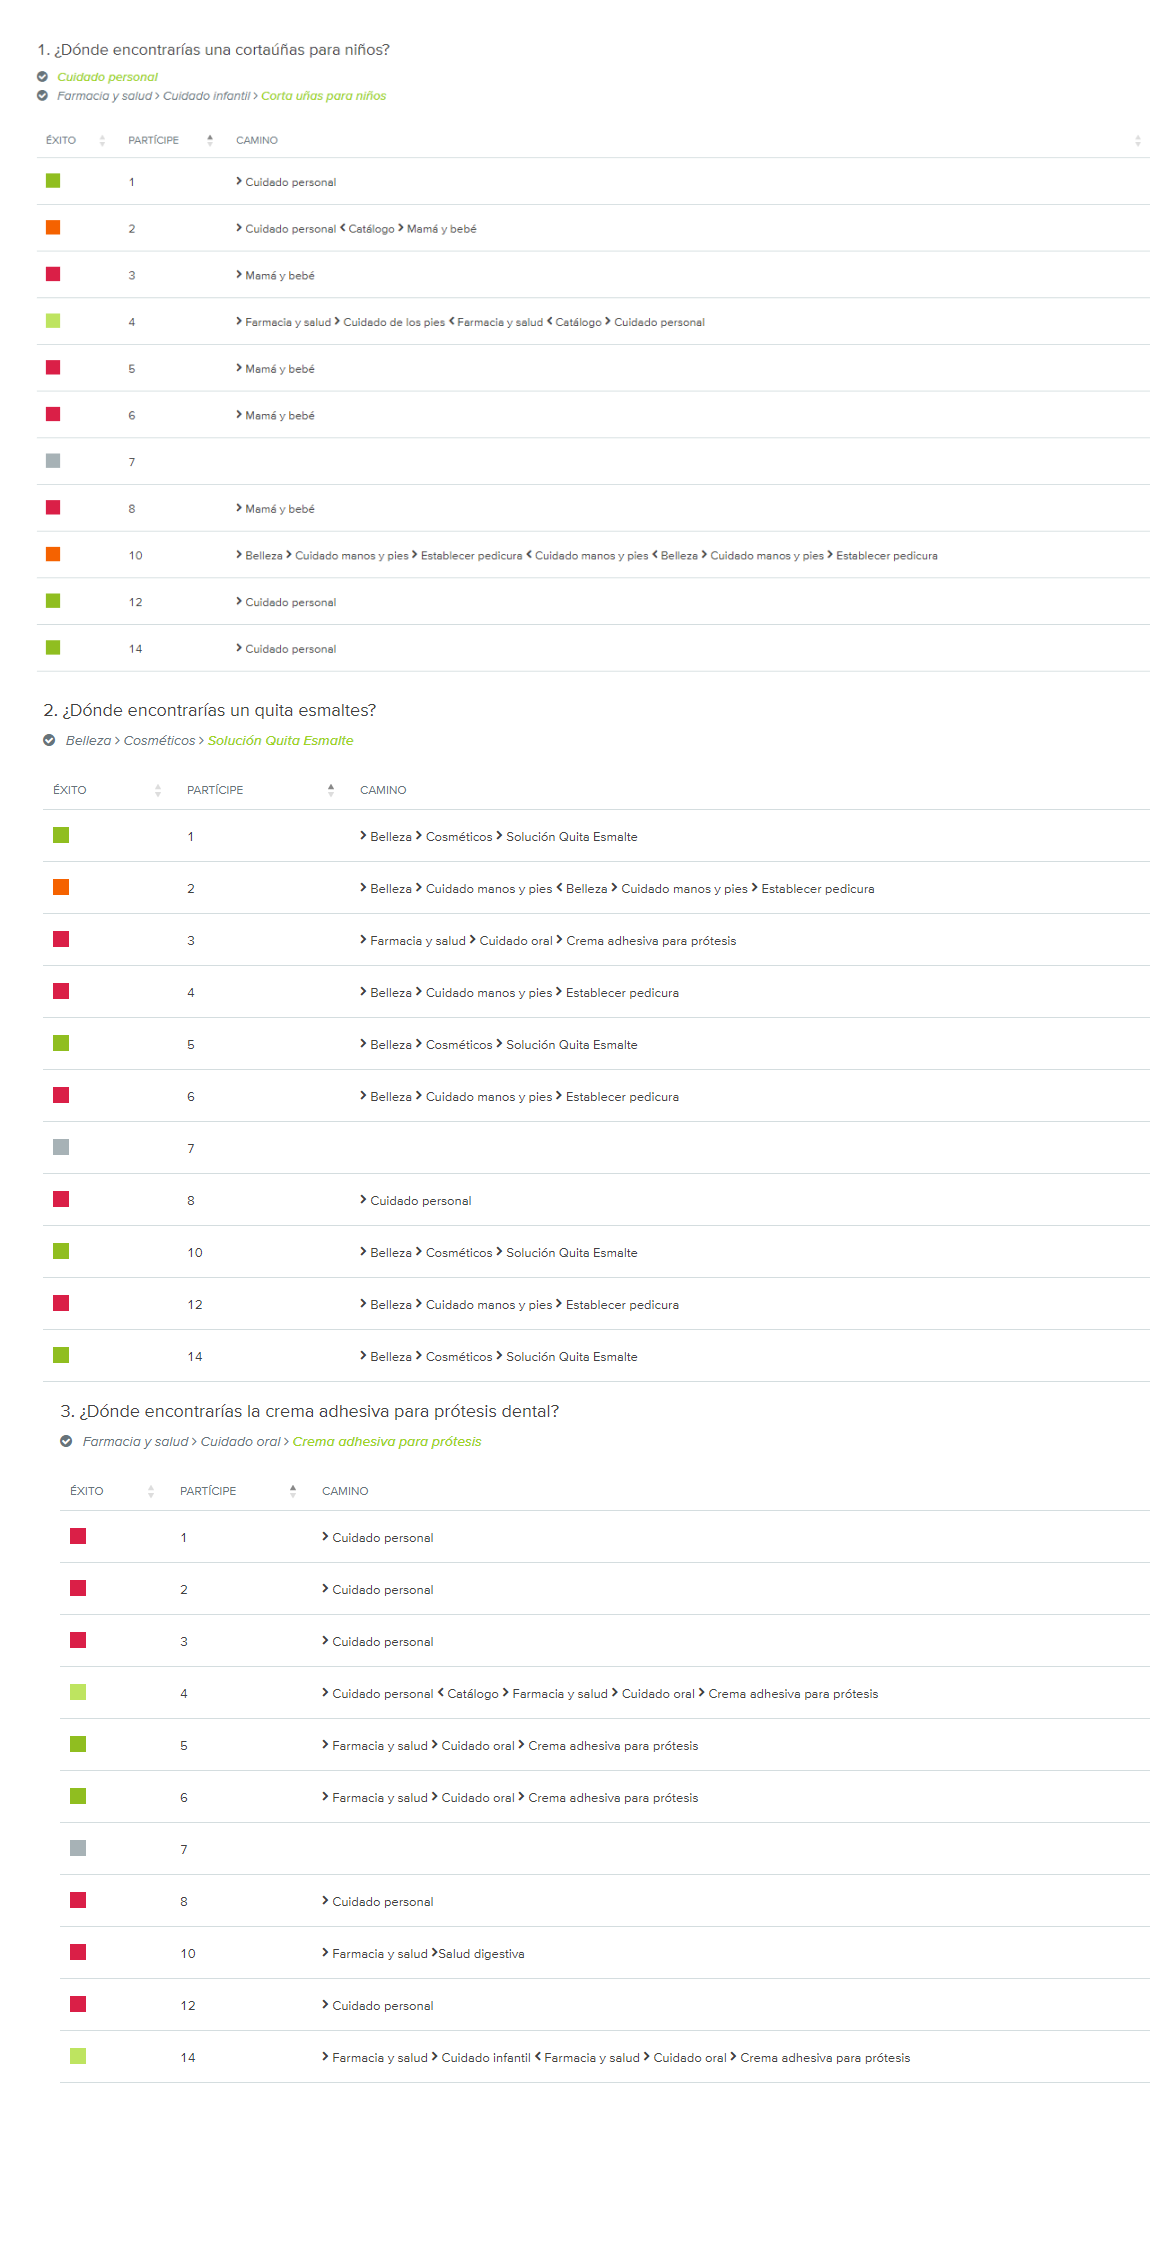 1. ¿Dónde encontrarías una cortaúñas para niños?
Cuidado personal
Farmacia y salud > Cuidado infantil > Corta uñas para niños
ÉXITO PARTÍCIPE CAMINO
1 > Cuidado personal
2 > Cuidado personal < Catálogo > Mamá y bebé
3 > Mamá y bebé
4 > Farmacia y salud > Cuidado de los pies < Farmacia y salud < Catálogo > Cuidado personal
5 > Mamá y bebé
6 > Mamá y bebé
7
8 > Mamá y bebé
10 > Belleza > Cuidado manos y pies > Establecer pedicura < Cuidado manos y pies < Belleza > Cuidado manos y pies > Establecer pedicura
12 > Cuidado personal
14 > Cuidado personal
2. ¿Dónde encontrarías un quita esmaltes?
Belleza > Cosméticos > Solución Quita Esmalte
ÉXITO PARTÍCIPE CAMINO
1 > Belleza > Cosméticos > Solución Quita Esmalte
2 > Belleza > Cuidado manos y pies < Belleza > Cuidado manos y pies > Establecer pedicura
3 > Farmacia y salud > Cuidado oral > Crema adhesiva para prótesis
4 > Belleza > Cuidado manos y pies > Establecer pedicura
5 > Belleza > Cosméticos > Solución Quita Esmalte
6 > Belleza > Cuidado manos y pies > Establecer pedicura
7
8 > Cuidado personal
10 > Belleza > Cosméticos > Solución Quita Esmalte
12 > Belleza > Cuidado manos y pies > Establecer pedicura
14 > Belleza > Cosméticos > Solución Quita Esmalte
3. ¿Dónde encontrarías la crema adhesiva para prótesis dental?
Farmacia y salud > Cuidado oral > Crema adhesiva para prótesis
ÉXITO PARTÍCIPE CAMINO
1 > Cuidado personal
2 > Cuidado personal
3 > Cuidado personal
4 > Cuidado personal < Catálogo > Farmacia y salud > Cuidado oral > Crema adhesiva para prótesis
5 > Farmacia y salud > Cuidado oral > Crema adhesiva para prótesis
6 > Farmacia y salud > Cuidado oral > Crema adhesiva para prótesis
7
8 > Cuidado personal
10 > Farmacia y salud >Salud digestiva
12 > Cuidado personal
14 > Farmacia y salud > Cuidado infantil < Farmacia y salud > Cuidado oral > Crema adhesiva para prótesis